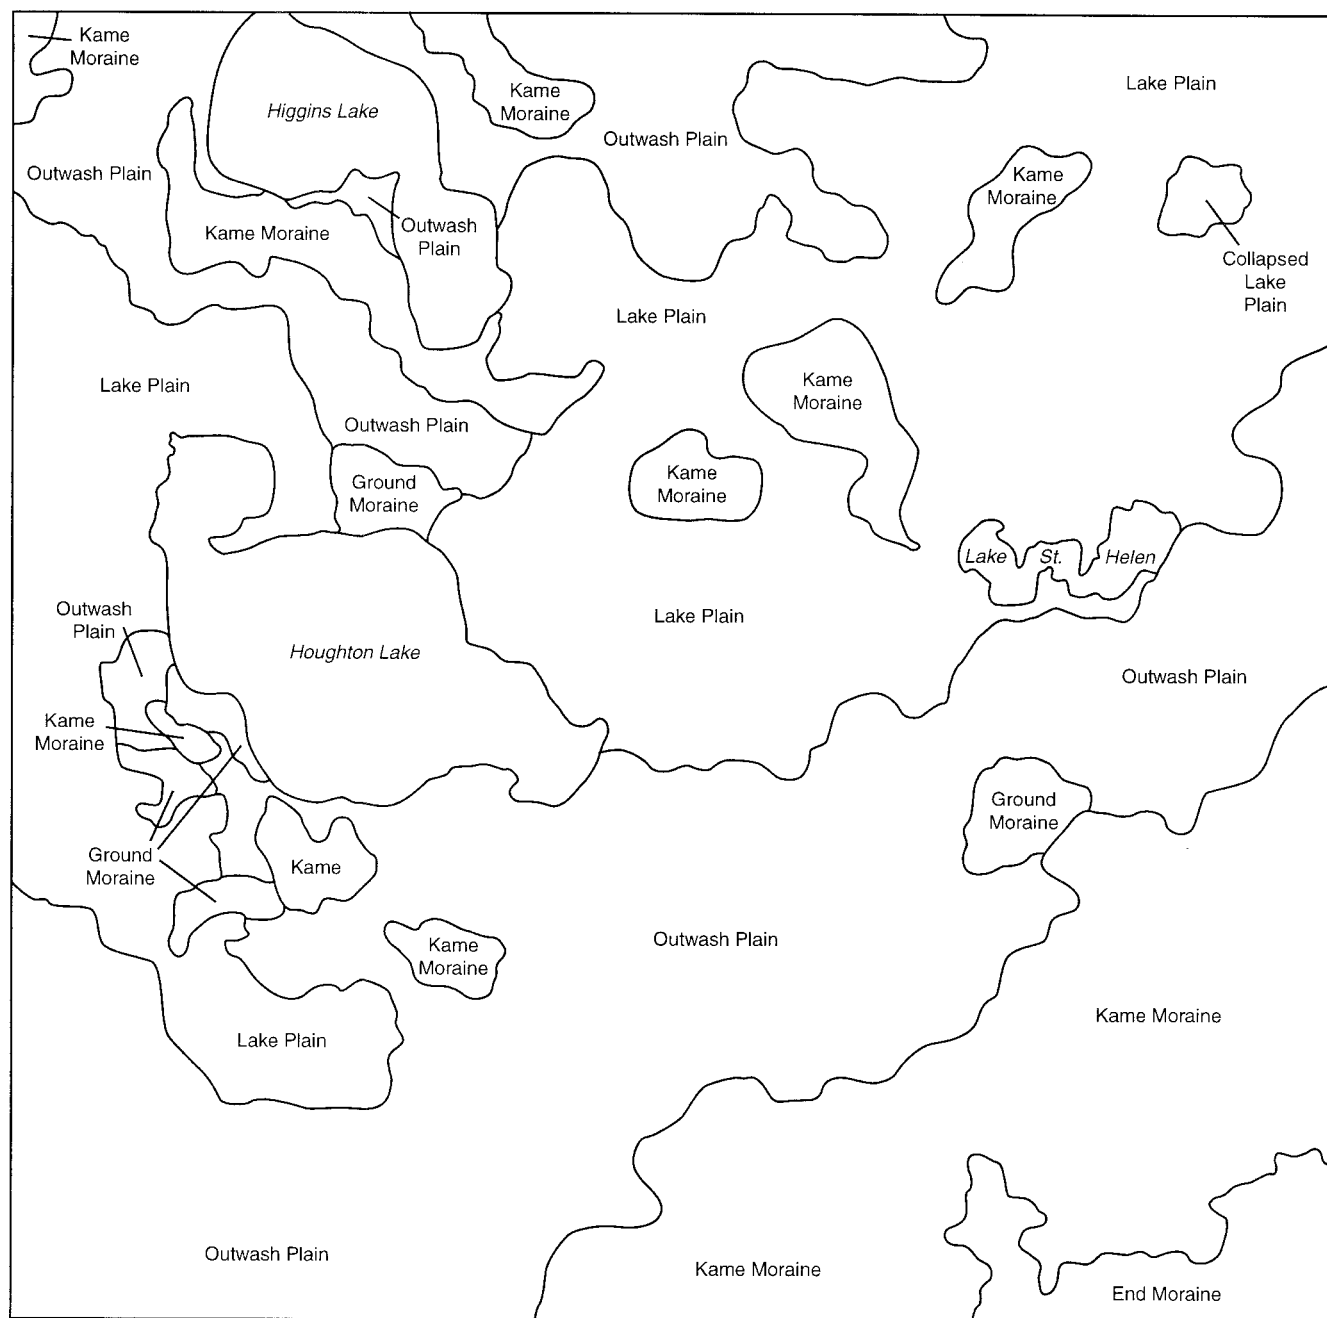 Kame
Moraine
Higgins Lake
Kame
Moraine
Lake Plain
Outwash Plain
Outwash Plain
Kame
Moraine
Kame Moraine
Outwash
Plain
Collapsed
Lake
Plain
Lake Plain
Lake Plain
Kame
Moraine
Outwash Plain
Ground
Moraine
Kame
Moraine
Lake St. Helen
Outwash
Plain
Lake Plain
Houghton Lake
Outwash Plain
Kame
Moraine
Ground
Moraine
Ground
Moraine
Kame
Outwash Plain
Kame
Moraine
Kame Moraine
Lake Plain
Outwash Plain
Kame Moraine
End Moraine